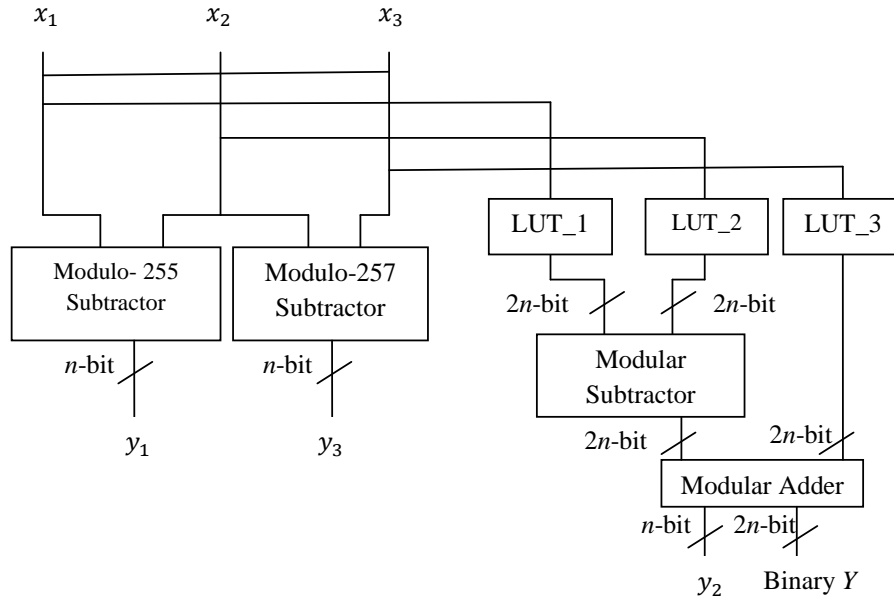 𝑥₁ 𝑥₂ 𝑥₃
LUT_1 LUT_2 LUT_3
Modulo- 255
Subtractor
Modulo-257
Subtractor
2n-bit 2n-bit
Modular
Subtractor
n-bit n-bit
𝑦₁ 𝑦₃
2n-bit 2n-bit
Modular Adder
n-bit 2n-bit
𝑦₂ Binary Y